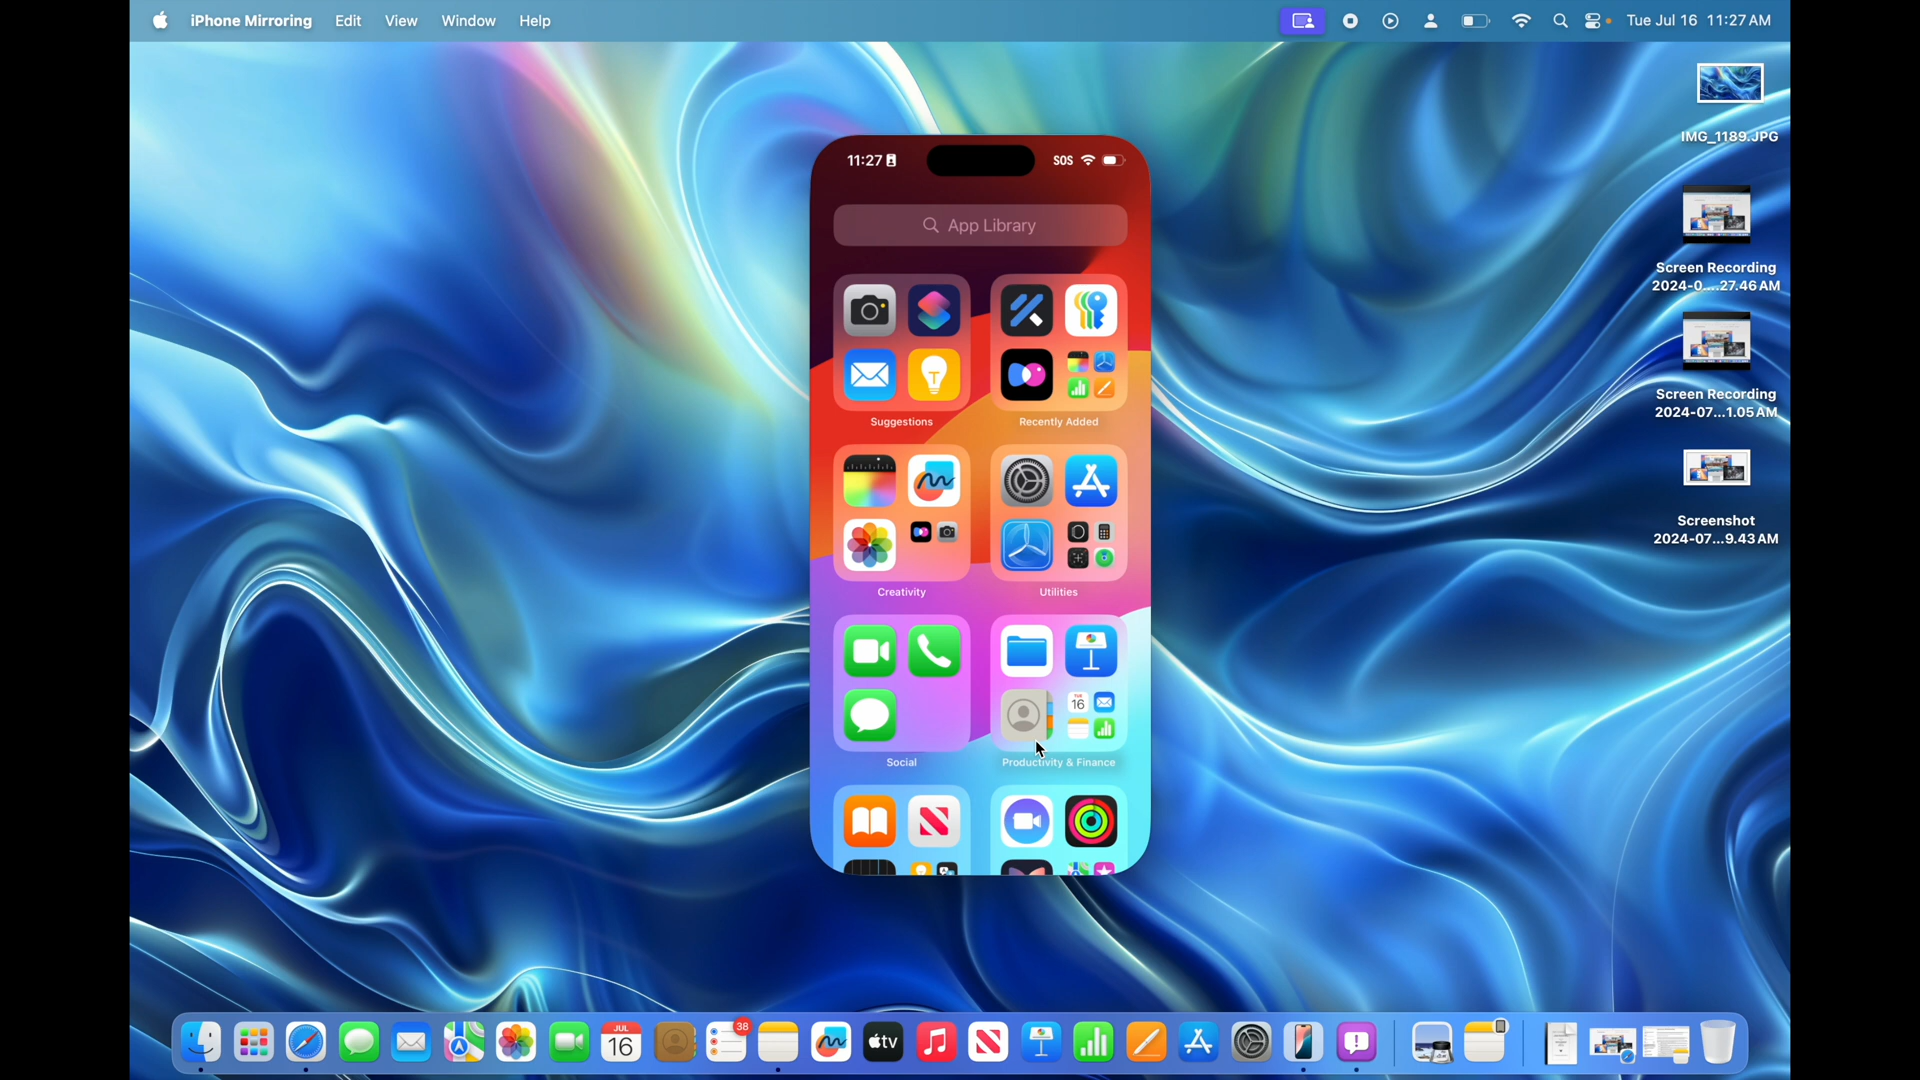 iPhone Mirroring Edit View Window Help Tue Jul 16 11:27 AM
IMG_1189.JPG
Screen Recording
2024-0....27.46 AM
Screen Recording
2024-07...1.05 AM
Screenshot
2024-07...9.43 AM
11:27 SOS
App Library
Suggestions Recently Added
Creativity Utilities
TUE
16
Social Productivity & Finance
JUL
16
38
tv